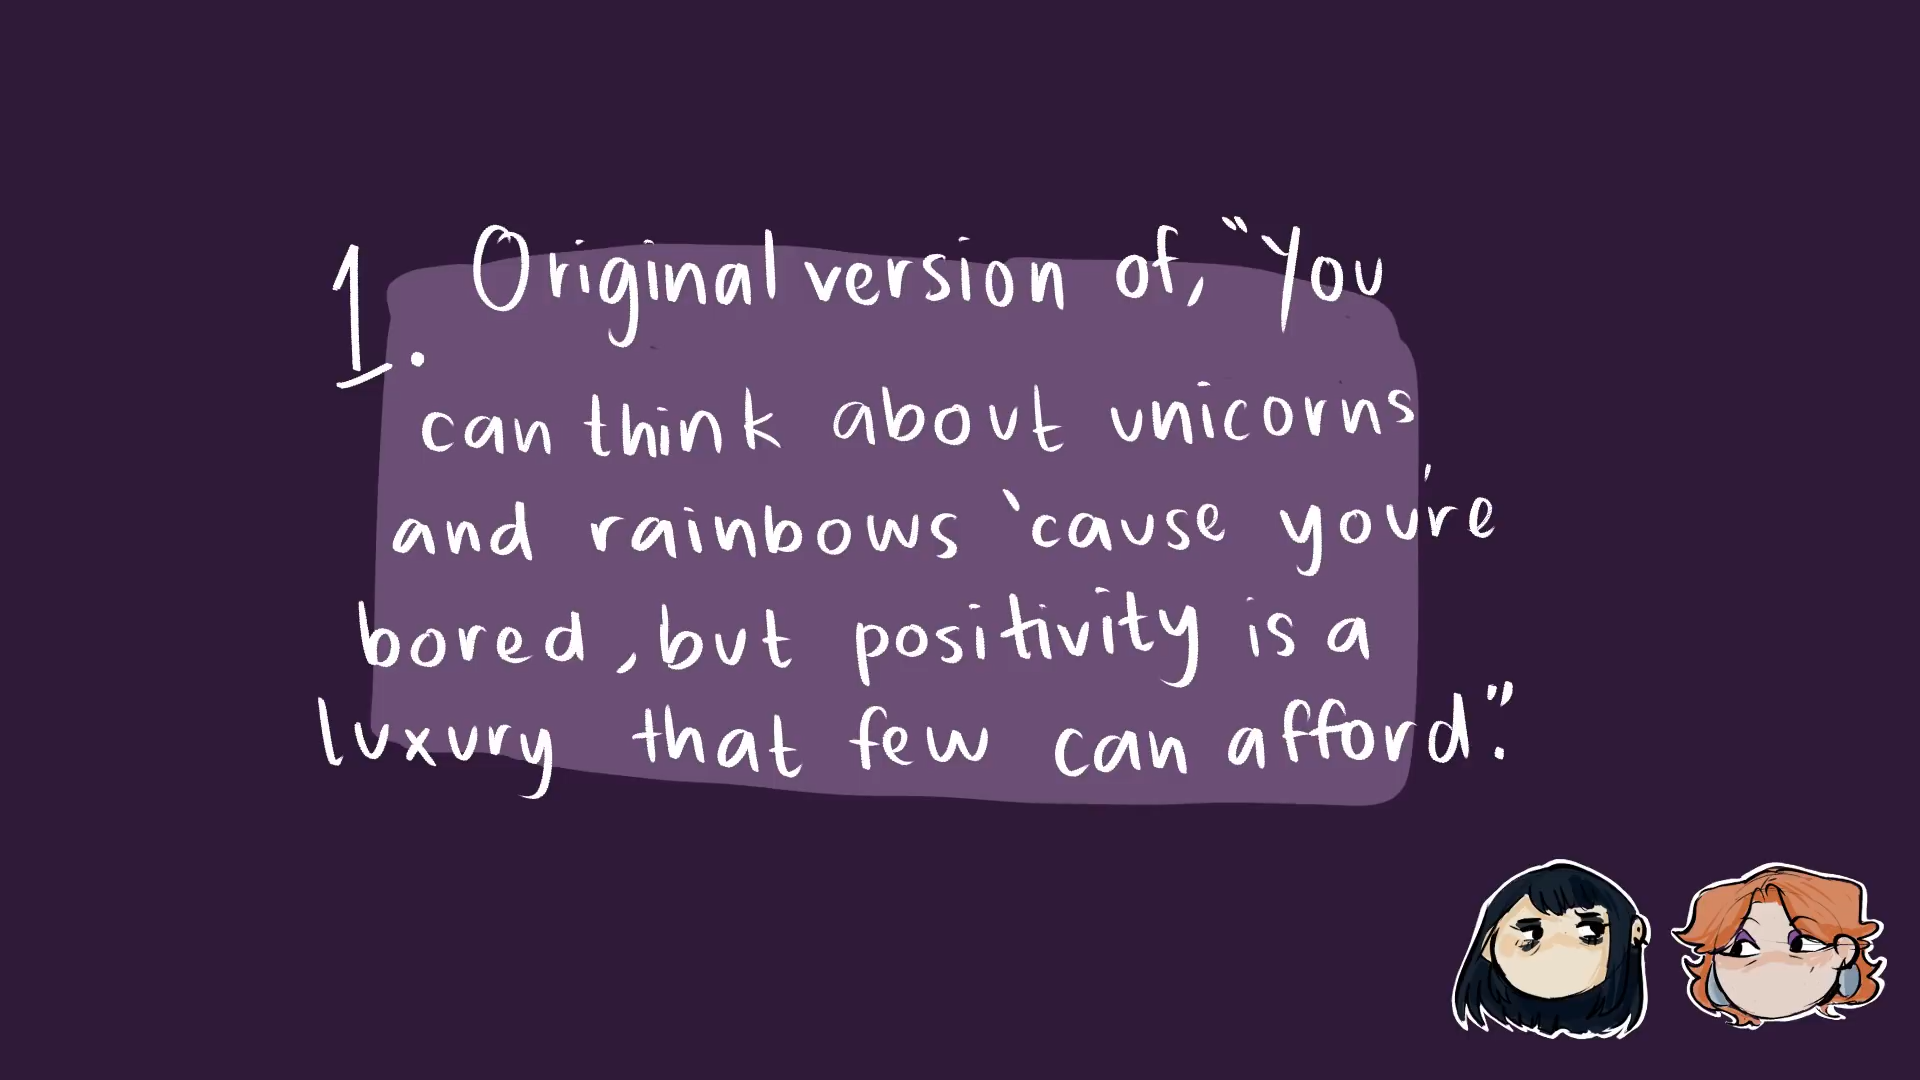 1. Original version of, "You
can think about unicorns
and rainbows 'cause you're
bored, but positivity is a
luxury that few can afford."